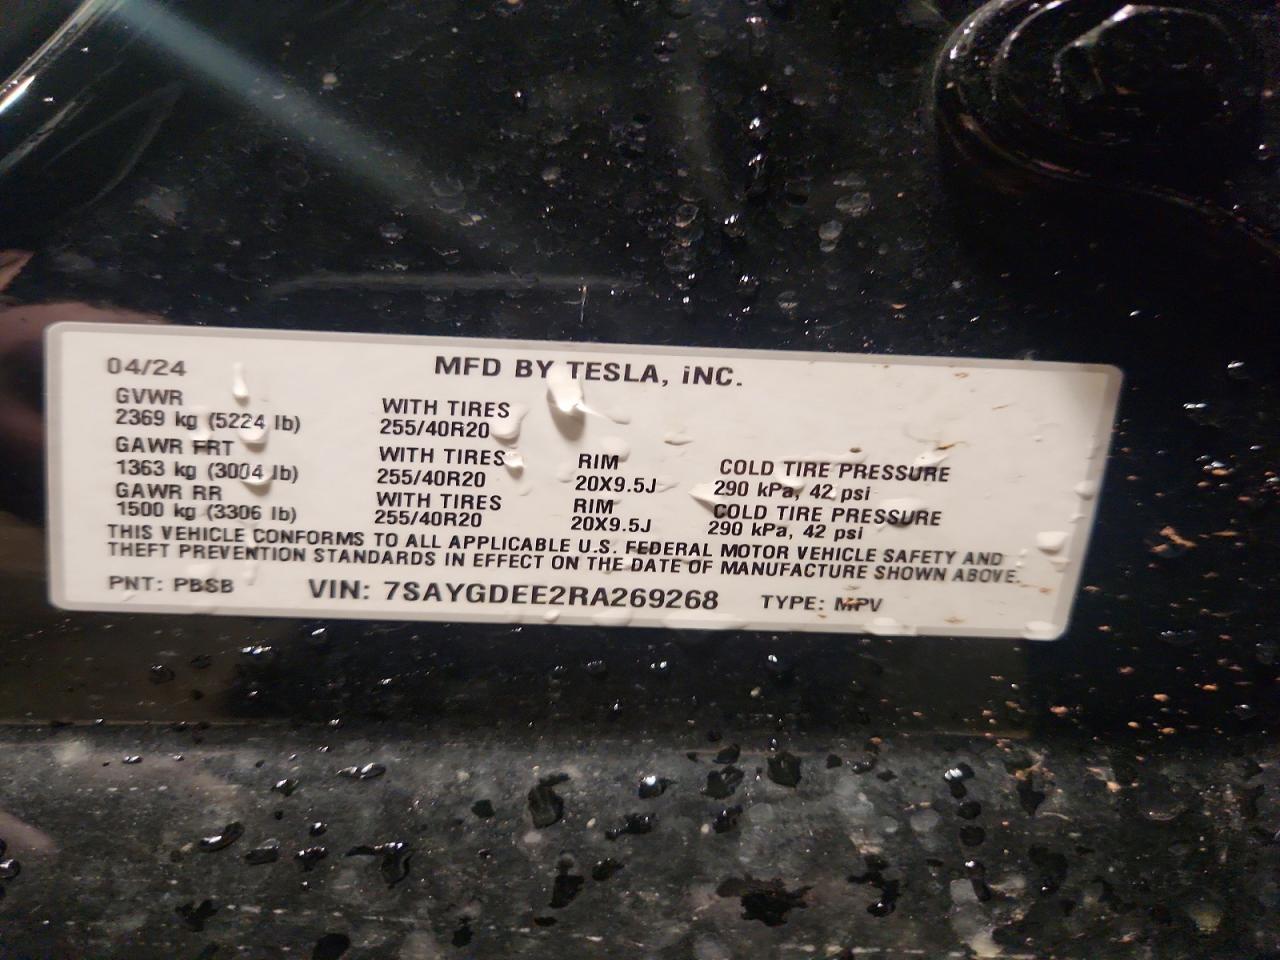 04/24 MFD BY TESLA, iNC.
GVWR
2369 kg (5224 lb)
WITH TIRES
255/40R20
GAWR FRT
1363 kg (3004 lb)
WITH TIRES
255/40R20
RIM
20X9.5J
COLD TIRE PRESSURE
290 kPa, 42 psi
GAWR RR
1500 kg (3306 lb)
WITH TIRES
255/40R20
RIM
20X9.5J
COLD TIRE PRESSURE
290 kPa, 42 psi
THIS VEHICLE CONFORMS TO ALL APPLICABLE U.S. FEDERAL MOTOR VEHICLE SAFETY AND
THEFT PREVENTION STANDARDS IN EFFECT ON THE DATE OF MANUFACTURE SHOWN ABOVE.
PNT: PBSB VIN: 7SAYGDEE2RA269268 TYPE: MPV